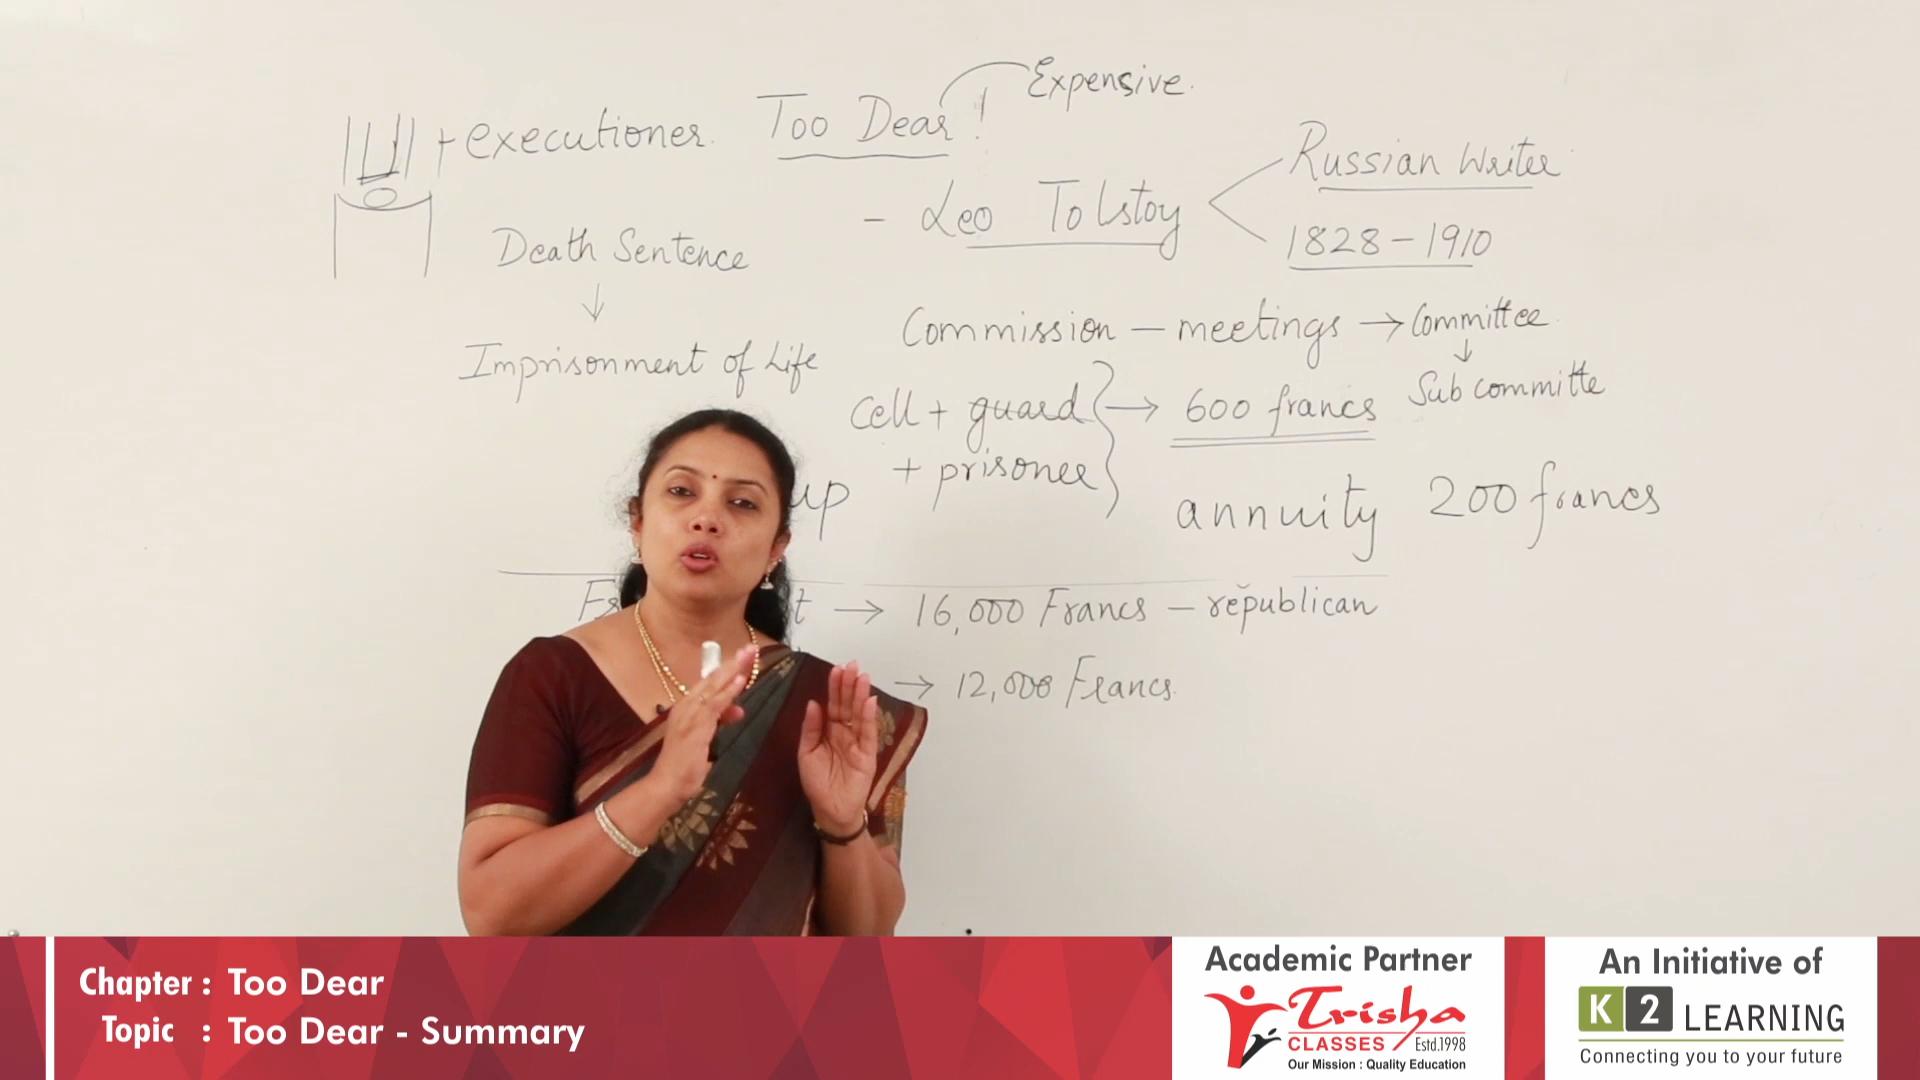 Expensive.
Too Dear!
+ executioner.
- Leo Tolstoy
Russian Writer
1828-1910
Death Sentence
↓
Imprisonment of Life
Commission - meetings → Committee
↓
Sub committe
cell + guard
+ prisoner
→ 600 francs
up
annuity 200 francs
→ 16,000 Francs - republican
→ 12,000 Francs.
Chapter : Too Dear
Topic : Too Dear - Summary
Academic Partner
Trisha
CLASSES Estd.1998
Our Mission : Quality Education
An Initiative of
K2 LEARNING
Connecting you to your future